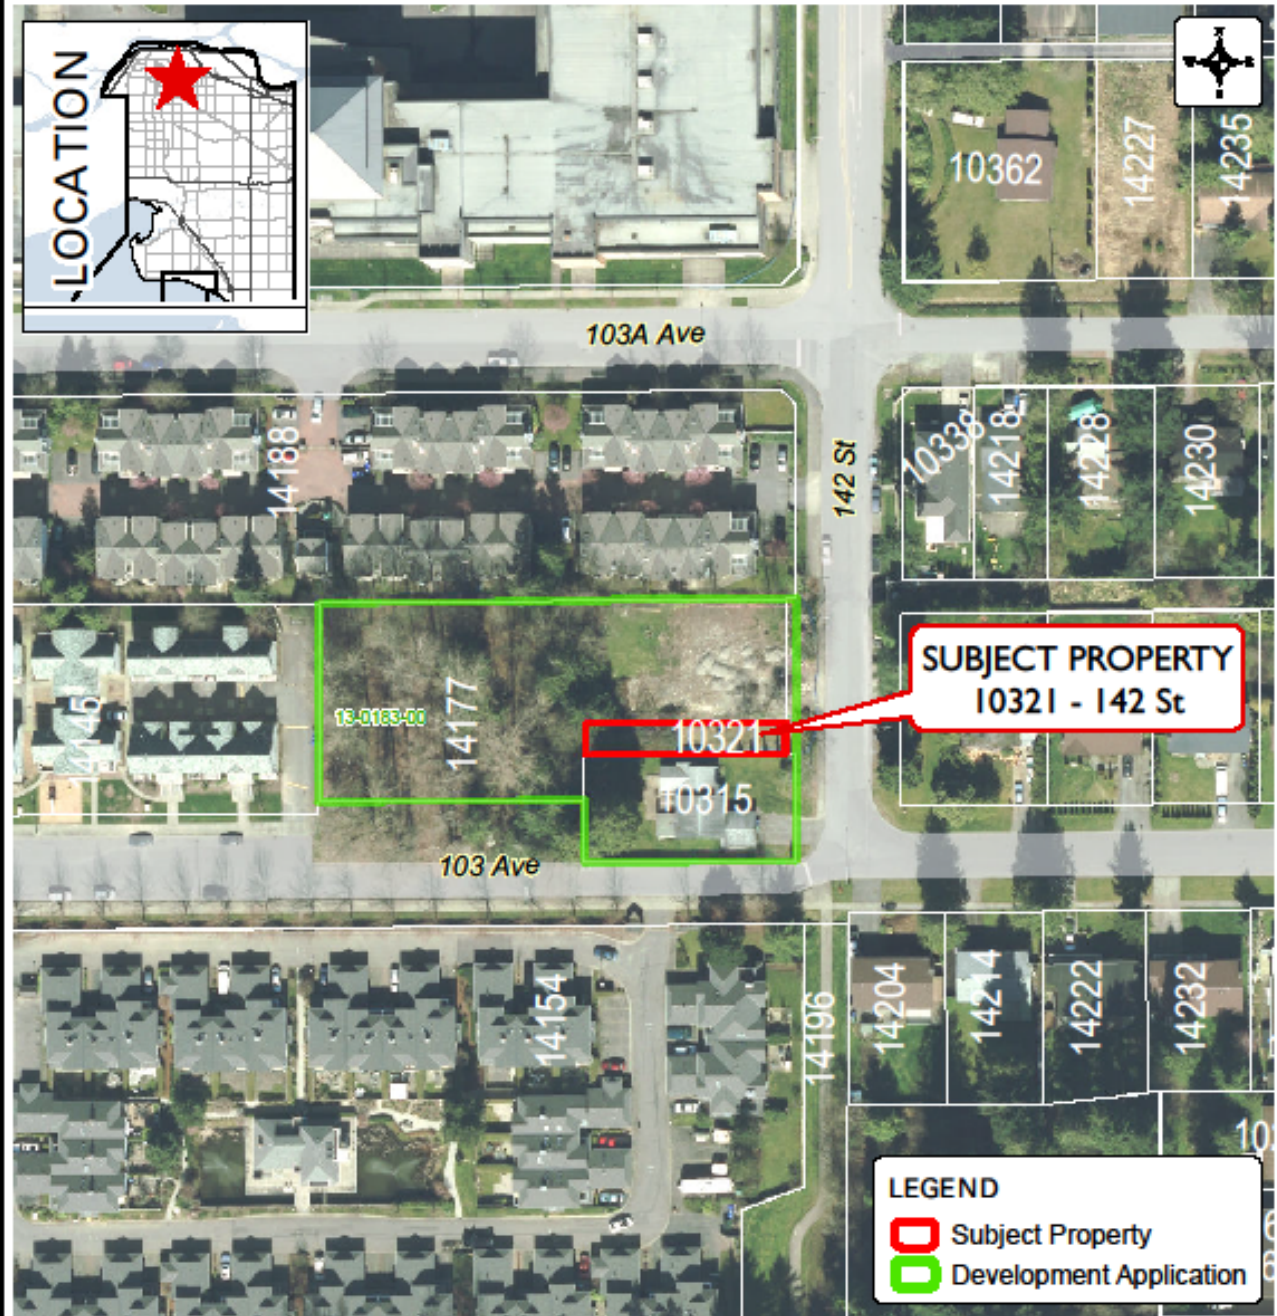 LOCATION
10362
14227
14235
103A Ave
14188
142 St
10338
14218
14228
14230
SUBJECT PROPERTY
10321 - 142 St
13-0183-00
14177
10321
14145
10315
103 Ave
14154
14196
14204
14214
14222
14232
LEGEND
Subject Property
Development Application